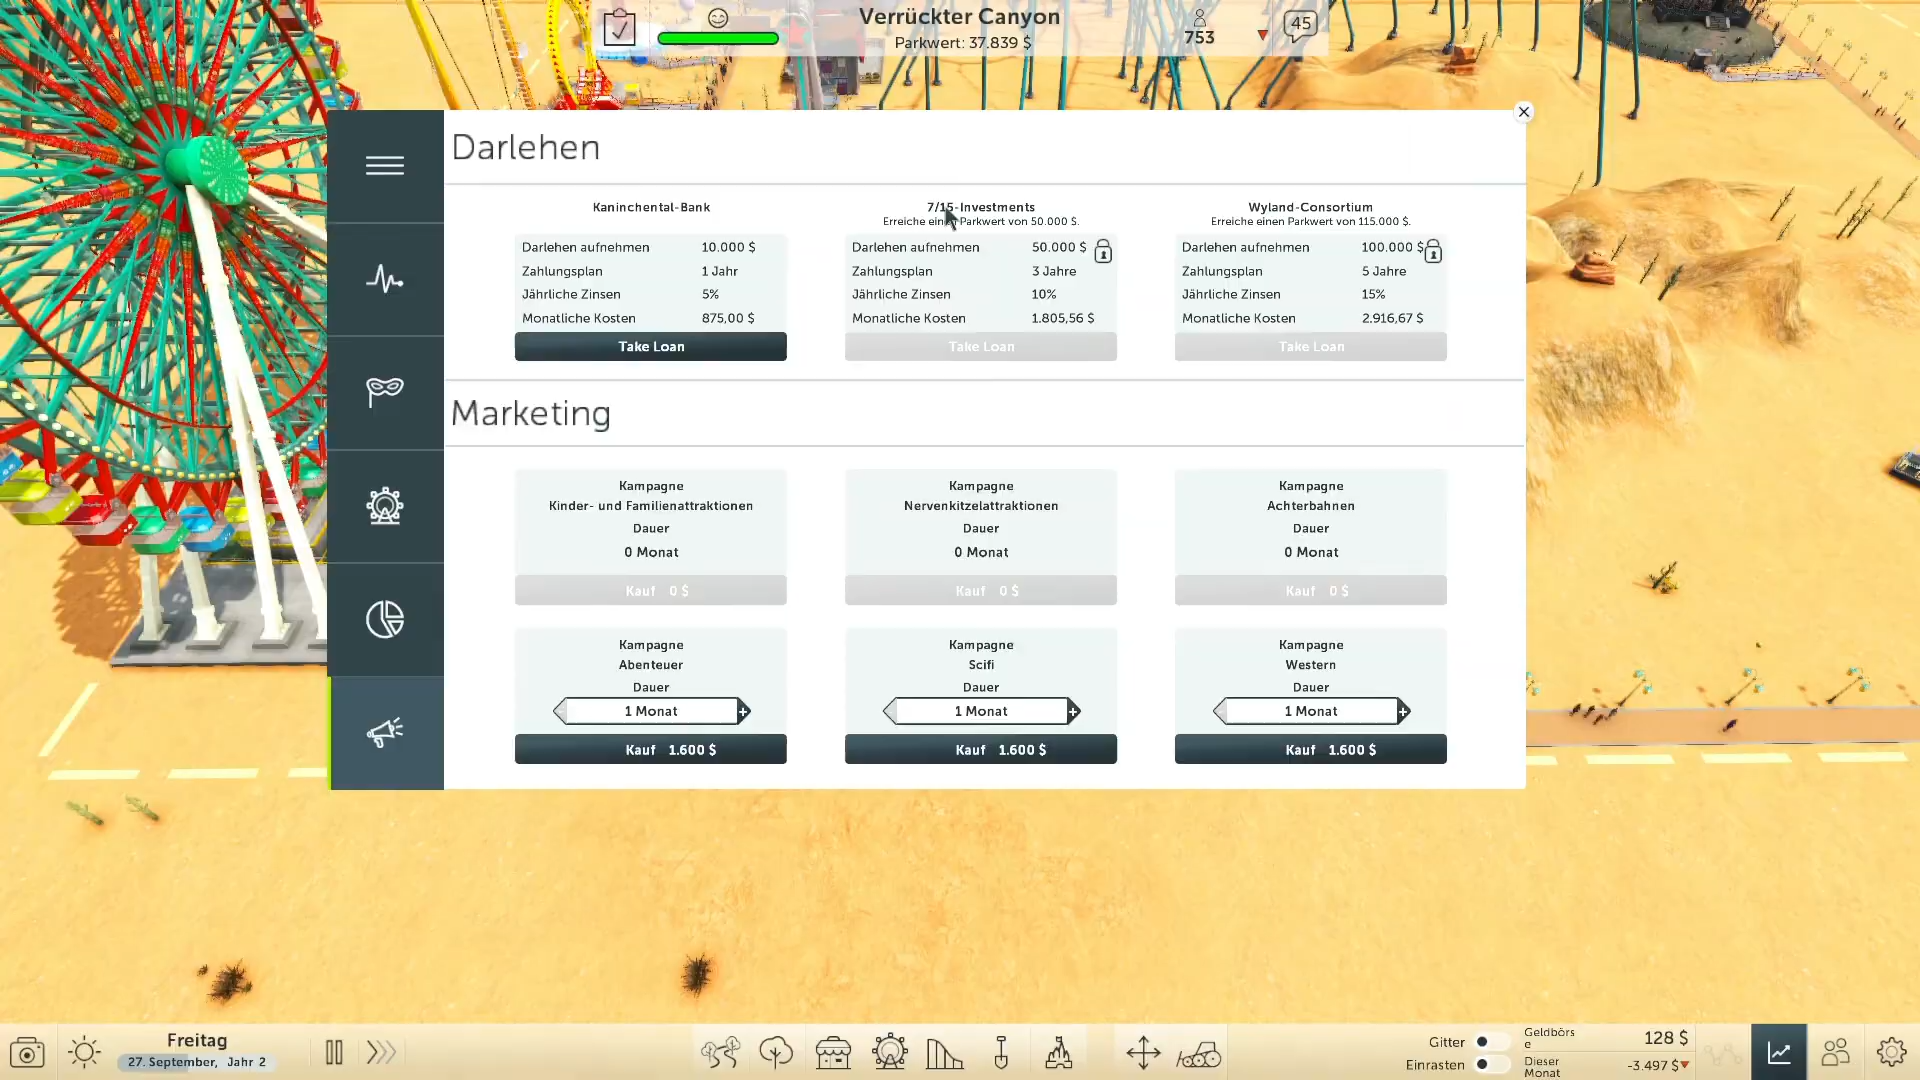 Verrückter Canyon
Parkwert: 37.839 $
753
45
Darlehen
Kaninchental-Bank
Darlehen aufnehmen 10.000 $
Zahlungsplan 1 Jahr
Jährliche Zinsen 5%
Monatliche Kosten 875,00 $
Take Loan
7/15-Investments
Erreiche einen Parkwert von 50.000 $.
Darlehen aufnehmen 50.000 $
Zahlungsplan 3 Jahre
Jährliche Zinsen 10%
Monatliche Kosten 1.805,56 $
Take Loan
Wyland-Consortium
Erreiche einen Parkwert von 115.000 $.
Darlehen aufnehmen 100.000 $
Zahlungsplan 5 Jahre
Jährliche Zinsen 15%
Monatliche Kosten 2.916,67 $
Take Loan
Marketing
Kampagne
Kinder- und Familienattraktionen
Dauer
0 Monat
Kauf 0 $
Kampagne
Nervenkitzelattraktionen
Dauer
0 Monat
Kauf 0 $
Kampagne
Achterbahnen
Dauer
0 Monat
Kauf 0 $
Kampagne
Abenteuer
Dauer
1 Monat
Kauf 1.600 $
Kampagne
Scifi
Dauer
1 Monat
Kauf 1.600 $
Kampagne
Western
Dauer
1 Monat
Kauf 1.600 $
Freitag
27. September, Jahr 2
Gitter
Einrasten
Geldbörs
e
128 $
Dieser
Monat
-3.497 $